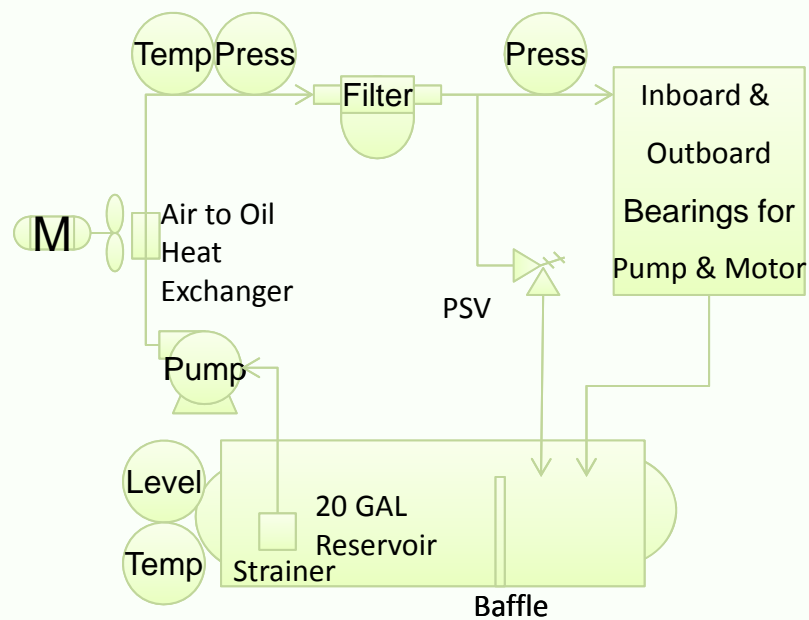 Temp
Press
Press
Filter
Inboard &
Outboard
Bearings for
Pump & Motor
M
Air to Oil
Heat
Exchanger
PSV
Pump
Level
Temp
20 GAL
Reservoir
Strainer
Baffle